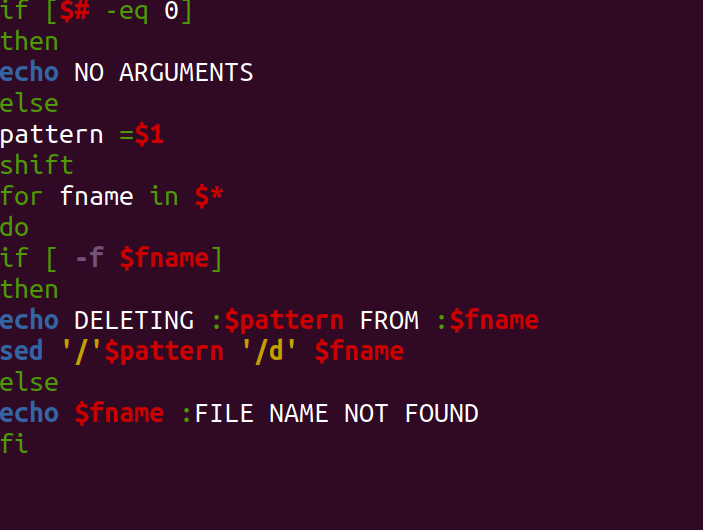 if [$# -eq 0]
then
echo NO ARGUMENTS
else
pattern =$1
shift
for fname in $*
do
if [ -f $fname]
then
echo DELETING :$pattern FROM :$fname
sed '/'$pattern '/d' $fname
else
echo $fname :FILE NAME NOT FOUND
fi